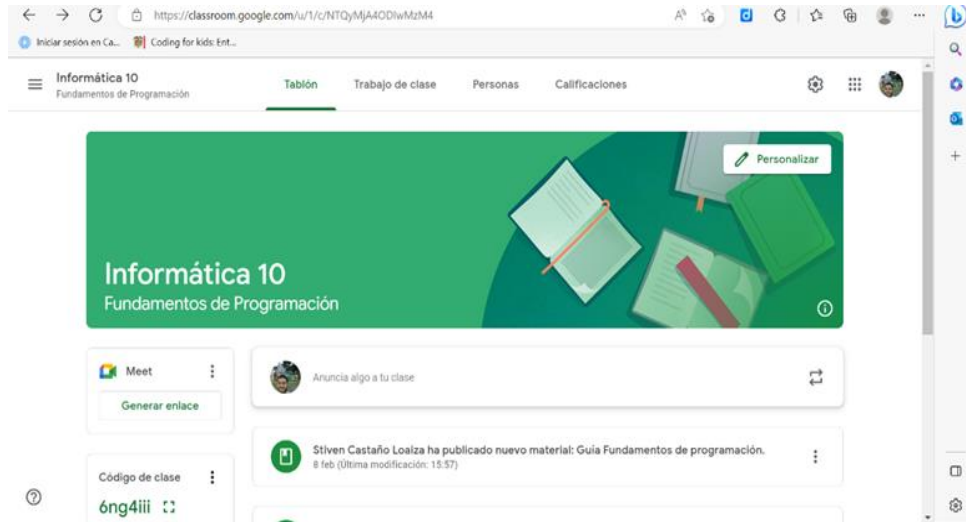 https://classroom.google.com/u/1/c/NTQyMjA4ODIwMzM4
Iniciar sesión en Ca...
Coding for kids: Ent...
Informática 10
Fundamentos de Programación
Tablón
Trabajo de clase
Personas
Calificaciones
Personalizar
Informática 10
Fundamentos de Programación
Meet
Generar enlace
Anuncia algo a tu clase
Stiven Castaño Loaiza ha publicado nuevo material: Guía Fundamentos de programación.
8 feb (Última modificación: 15:57)
Código de clase
6ng4iii